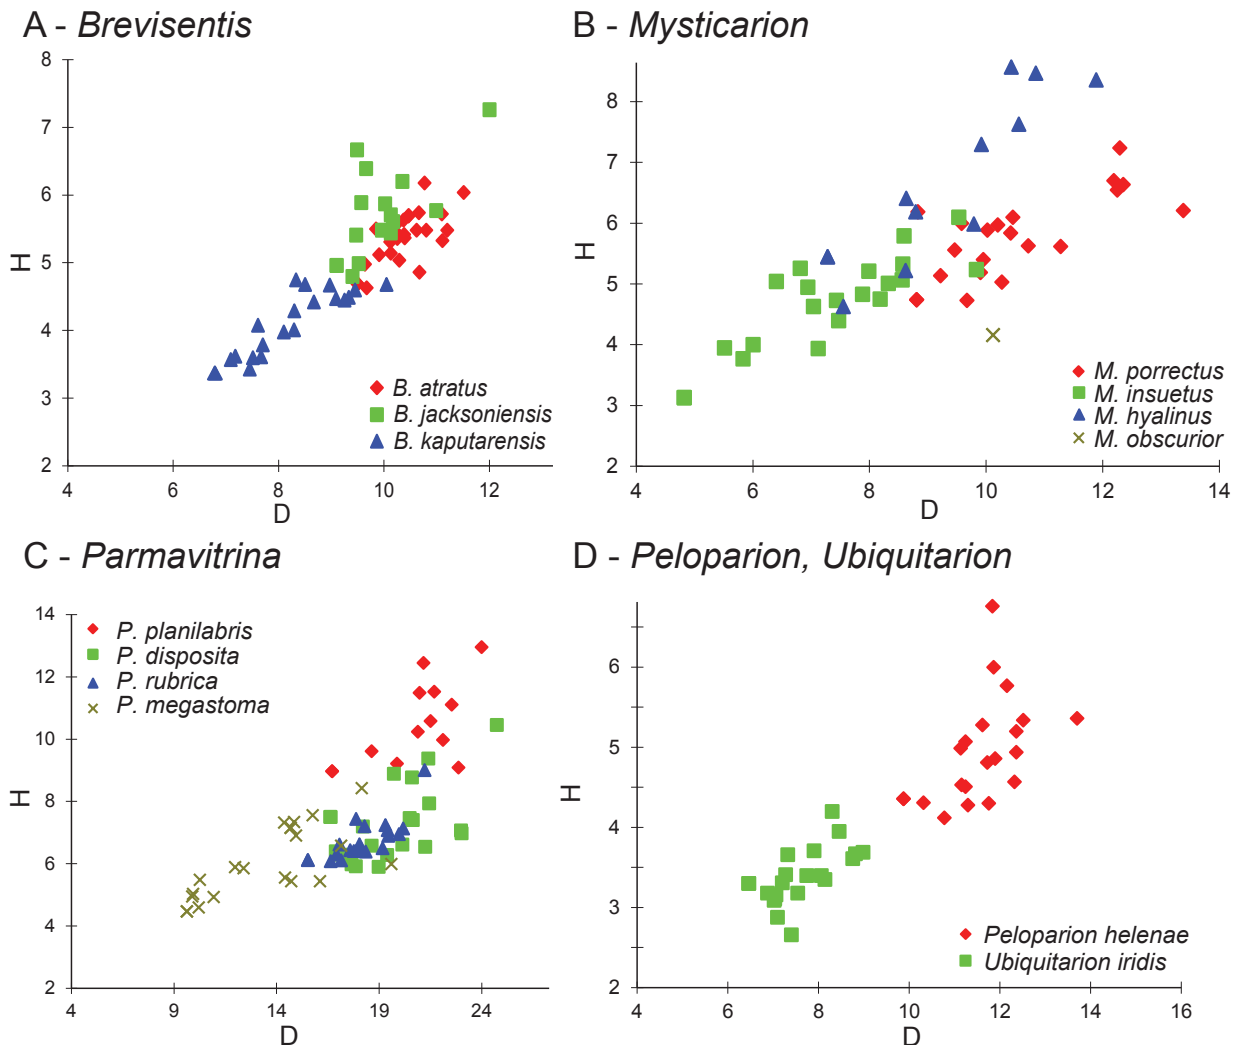 A - Brevisentis
8
7
6
5
4
3
2
H
4
6
8
10
12
D
B. atratus
B. jacksoniensis
B. kaputarensis
B - Mysticarion
8
7
6
5
4
3
2
H
4
6
8
10
12
14
D
M. porrectus
M. insuetus
M. hyalinus
M. obscurior
C - Parmavitrina
14
12
10
8
6
4
2
H
4
9
14
19
24
D
P. planilabris
P. disposita
P. rubrica
P. megastoma
D - Peloparion, Ubiquitarion
6
5
4
3
2
H
4
6
8
10
12
14
16
D
Peloparion helenae
Ubiquitarion iridis